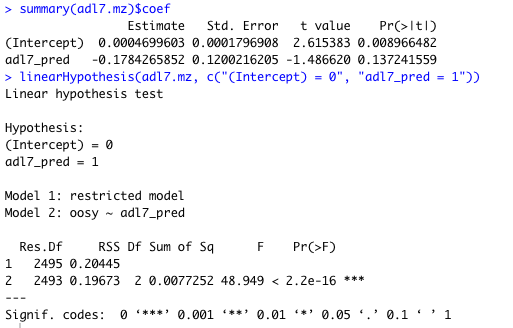 > summary(adl7.mz)$coef
Estimate Std. Error t value Pr(>|t|)
(Intercept) 0.0004699603 0.0001796908 2.615383 0.008966482
adl7_pred -0.1784265852 0.1200216205 -1.486620 0.137241559
> linearHypothesis(adl7.mz, c("(Intercept) = 0", "adl7_pred = 1"))
Linear hypothesis test
Hypothesis:
(Intercept) = 0
adl7_pred = 1
Model 1: restricted model
Model 2: oosy ~ adl7_pred
Res.Df RSS Df Sum of Sq F Pr(>F)
1 2495 0.20445
2 2493 0.19673 2 0.0077252 48.949 < 2.2e-16 ***
---
Signif. codes: 0 ‘***’ 0.001 ‘**’ 0.01 ‘*’ 0.05 ‘.’ 0.1 ‘ ’ 1